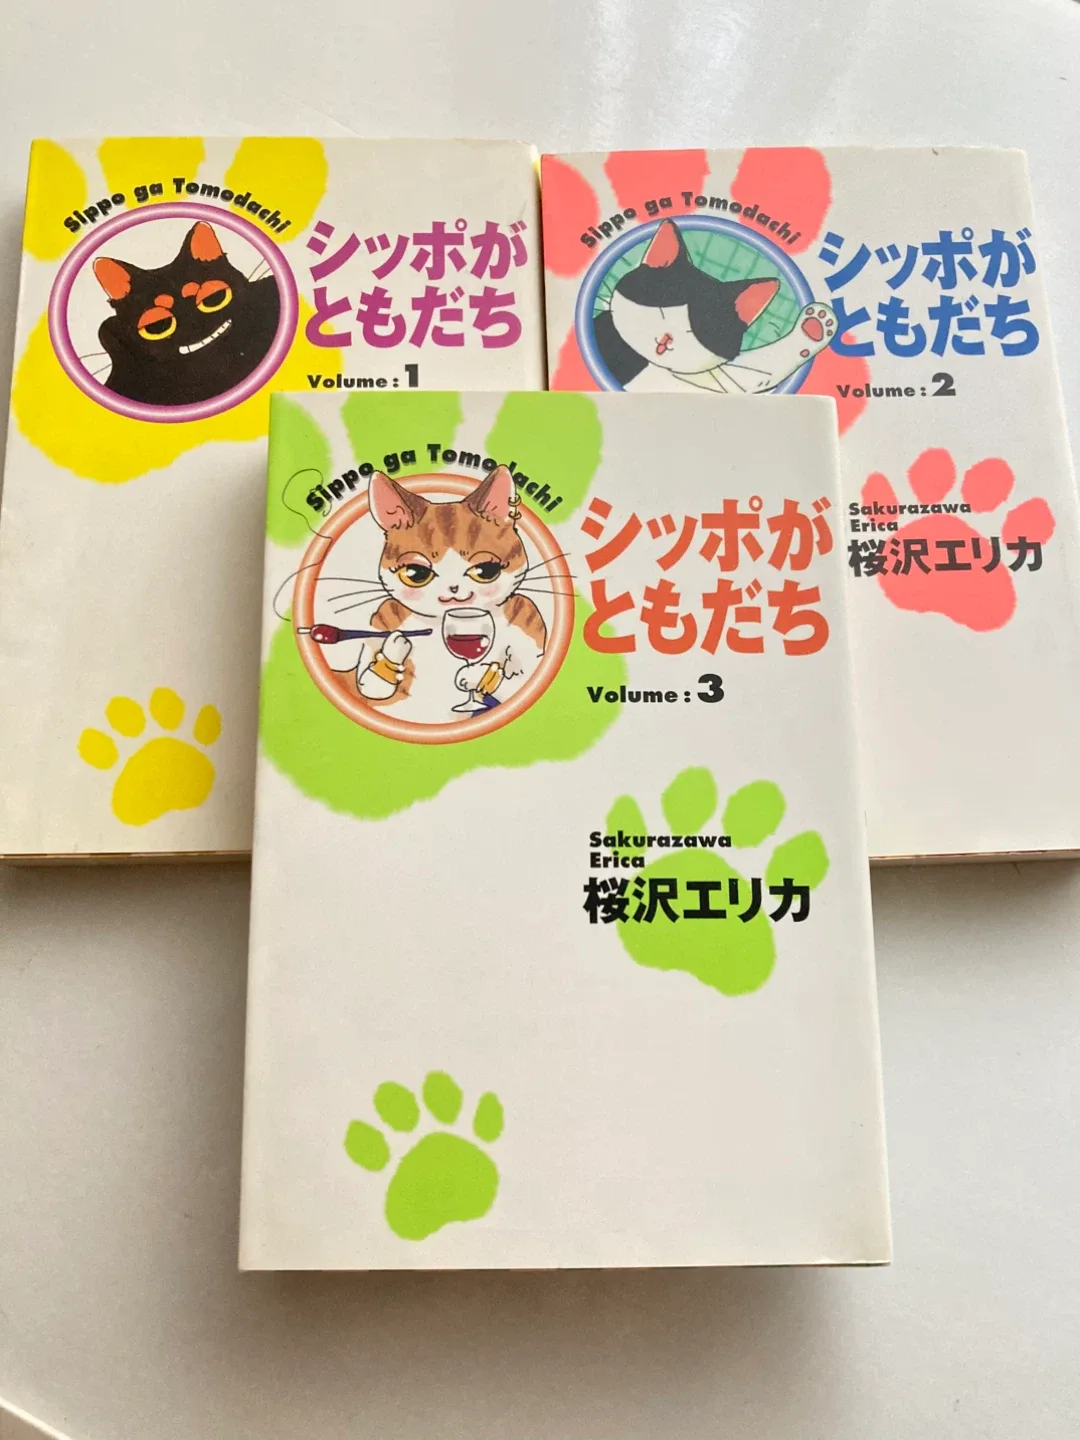 Sippo ga Tomodachi
シッポが
ともだち
Volume : 1
Sippo ga Tomodachi
シッポが
ともだち
Volume : 2
Sakurazawa
Erica
桜沢エリカ
Sippo ga Tomodachi
シッポが
ともだち
Volume : 3
Sakurazawa
Erica
桜沢エリカ